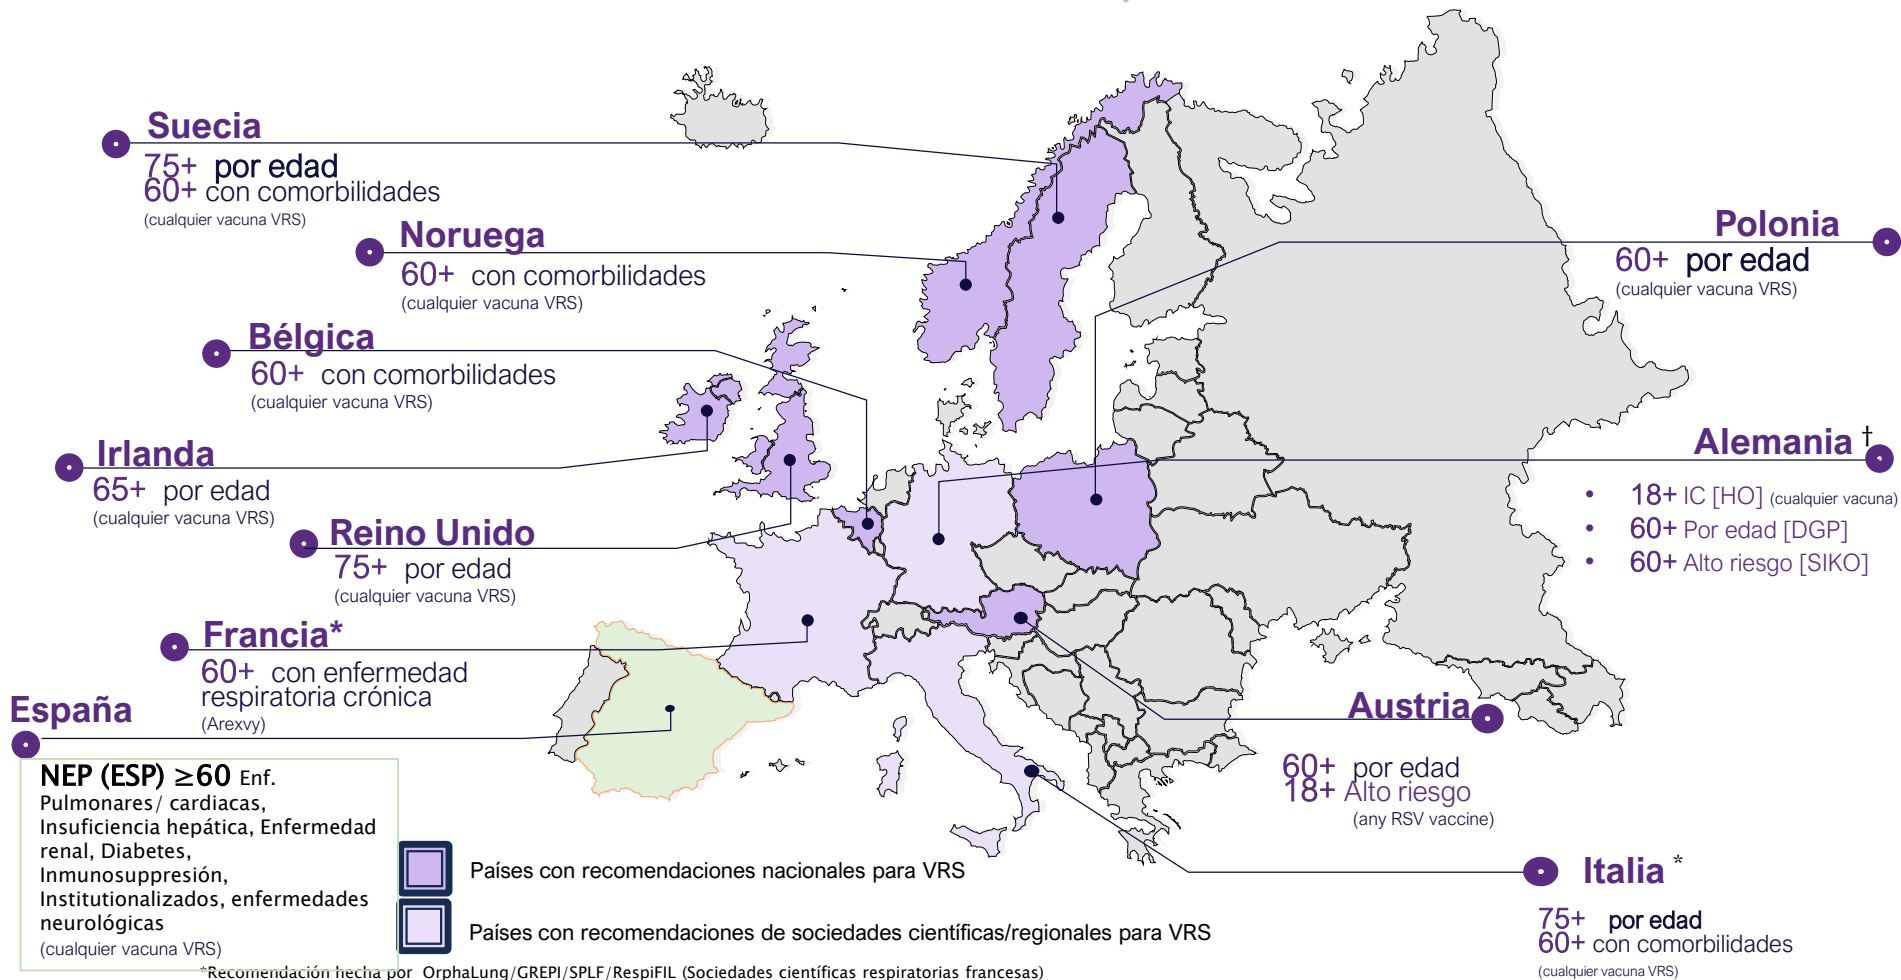 Suecia
75+ por edad
60+ con comorbilidades
(cualquier vacuna VRS)
Noruega
60+ con comorbilidades
(cualquier vacuna VRS)
Bélgica
60+ con comorbilidades
(cualquier vacuna VRS)
Irlanda
65+ por edad
(cualquier vacuna VRS)
Reino Unido
75+ por edad
(cualquier vacuna VRS)
Francia*
60+ con enfermedad
respiratoria crónica
(Arexvy)
España
NEP (ESP) ≥60 Enf.
Pulmonares/ cardiacas,
Insuficiencia hepática, Enfermedad
renal, Diabetes,
Inmunosuppresión,
Institutionalizados, enfermedades
neurológicas
(cualquier vacuna VRS)
Polonia
60+ por edad
(cualquier vacuna VRS)
Alemania †
• 18+ IC [HO] (cualquier vacuna)
• 60+ Por edad [DGP]
• 60+ Alto riesgo [SIKO]
Austria
60+ por edad
18+ Alto riesgo
(any RSV vaccine)
Italia *
75+ por edad
60+ con comorbilidades
(cualquier vacuna VRS)
Países con recomendaciones nacionales para VRS
Países con recomendaciones de sociedades científicas/regionales para VRS
*Recomendación hecha por OrphaLung/GREPI/SPLF/RespiFIL (Sociedades científicas respiratorias francesas)